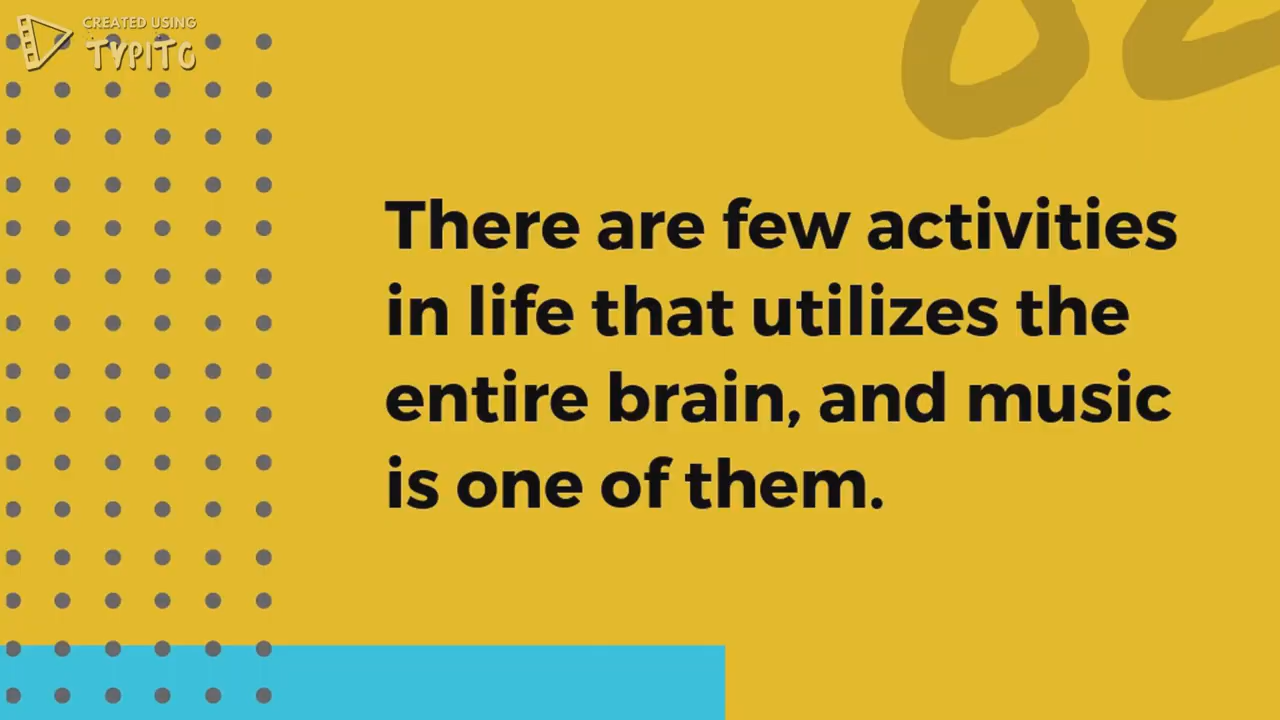 CREATED USING
TYPITO
02
There are few activities
in life that utilizes the
entire brain, and music
is one of them.